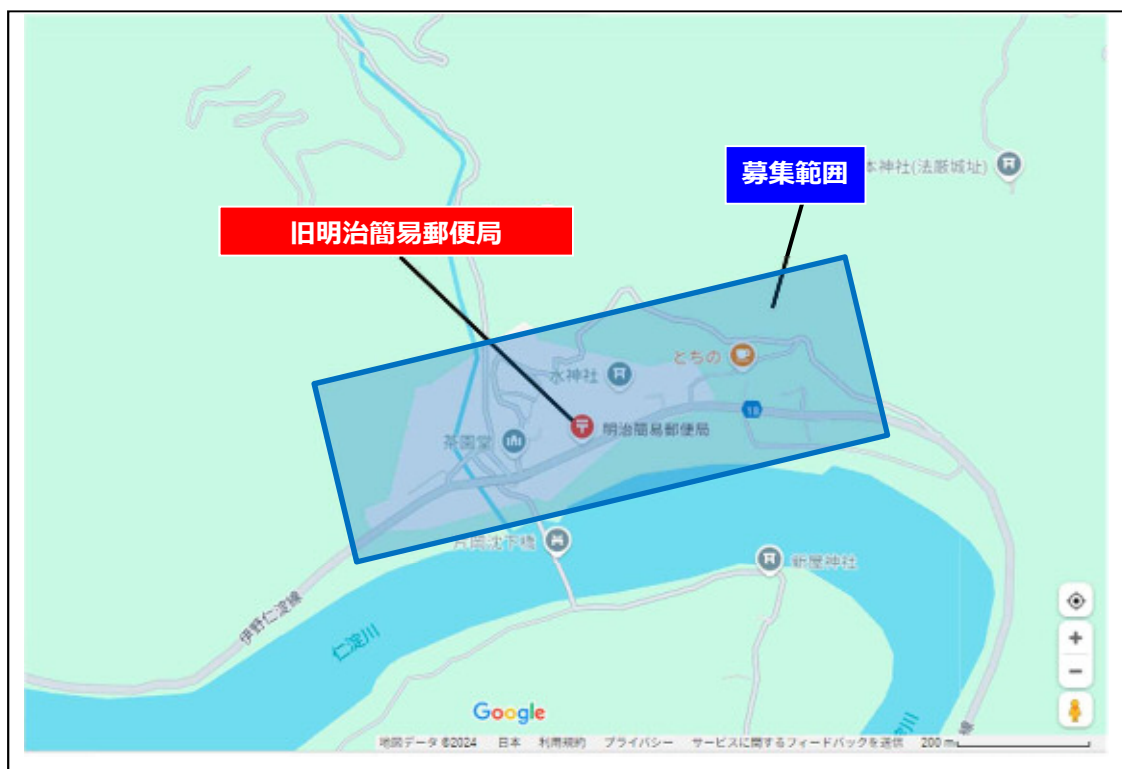 募集範囲
本神社(法厳城址)
旧明治簡易郵便局
とちの
水神社
18
明治簡易郵便局
茶園堂
片岡沈下橋
新屋神社
伊野仁淀線
仁淀川
Google
地図データ ©2024 日本 利用規約 プライバシー サービスに関するフィードバックを送信 200 m